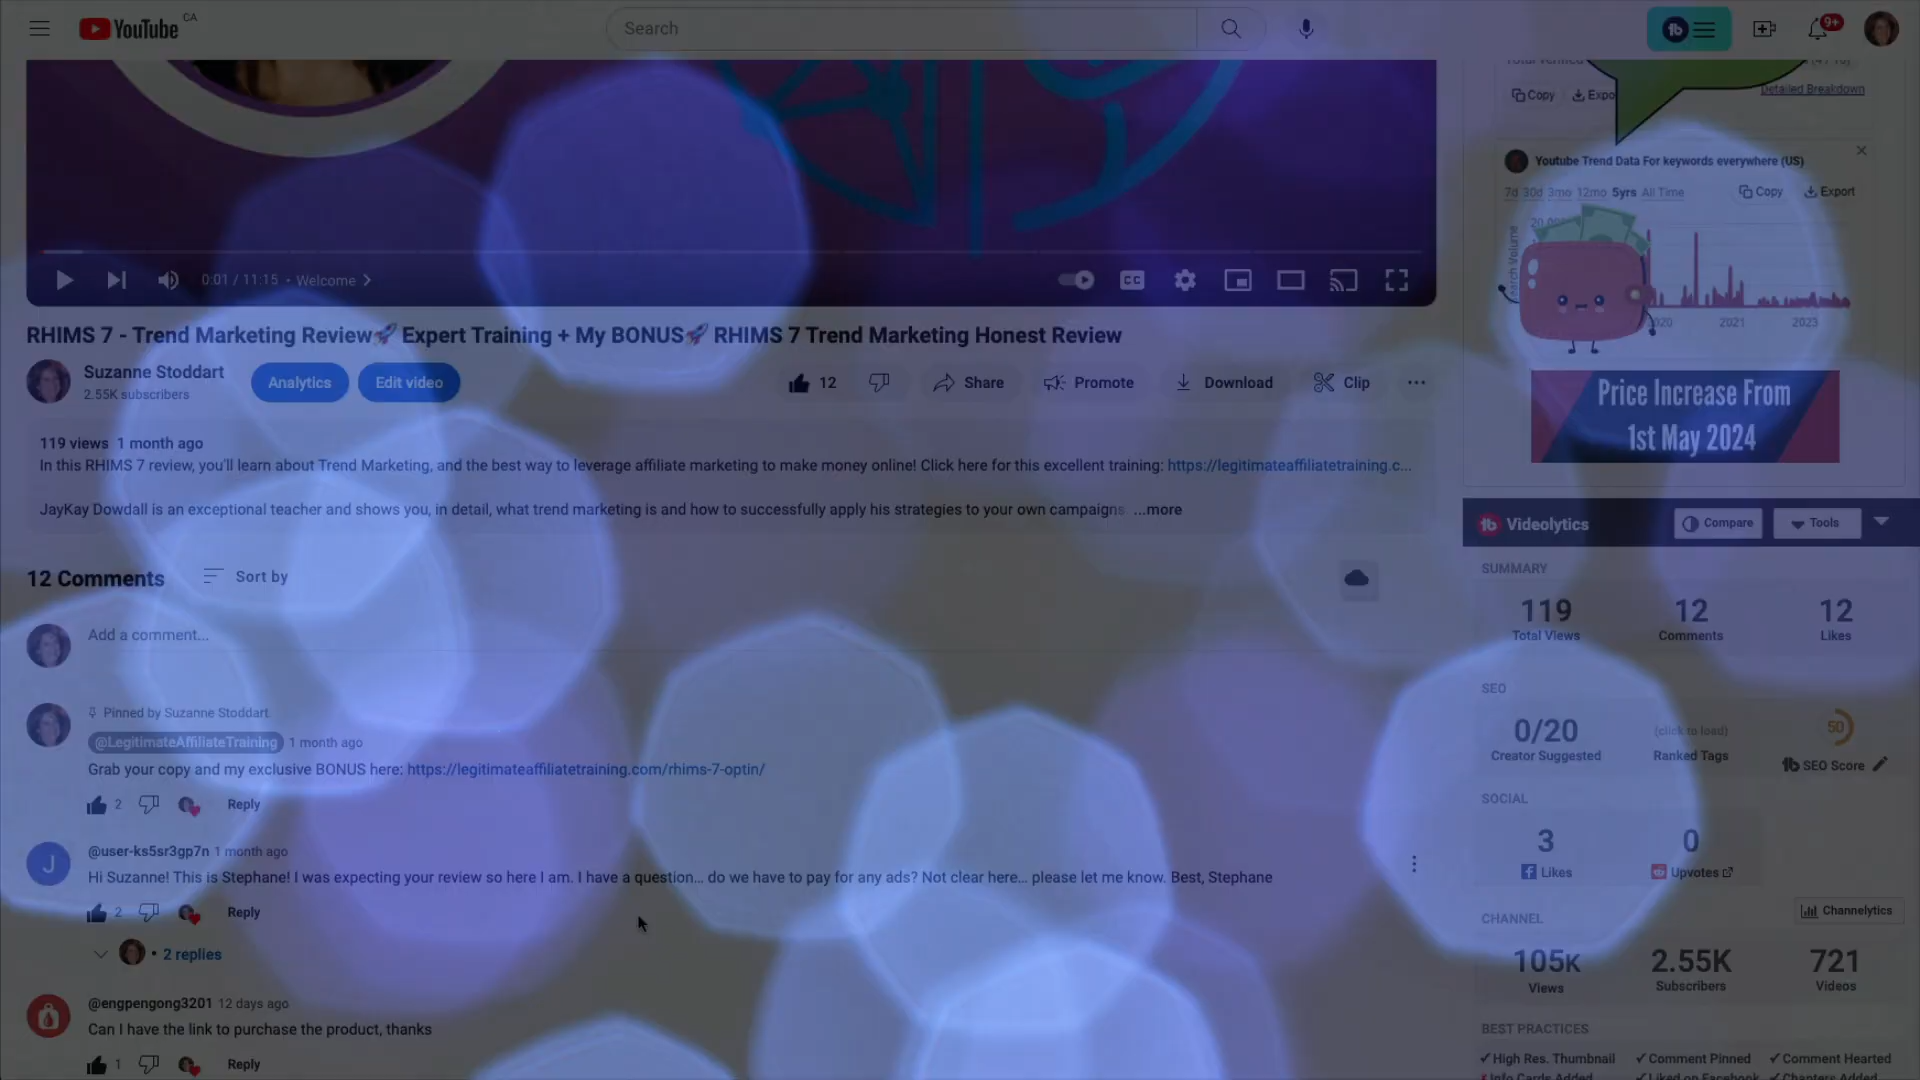 YouTube CA
Search
9+
Copy
Detailed Breakdown
Youtube Trend Data For keywords everywhere (US)
7d 30d 3mo 12mo 5yrs All Time
Copy
Export
2021
2023
Price Increase From
1st May 2024
0:01 / 11:15 • Welcome
RHIMS 7 - Trend Marketing Review🚀 Expert Training + My BONUS🚀 RHIMS 7 Trend Marketing Honest Review
Suzanne Stoddart
2.55K subscribers
Analytics
Edit video
12
Share
Promote
Download
Clip
119 views 1 month ago
In this RHIMS 7 review, you'll learn about Trend Marketing, and the best way to leverage affiliate marketing to make money online! Click here for this excellent training: https://legitimateaffiliatetraining.c...
JayKay Dowdall is an exceptional teacher and shows you, in detail, what trend marketing is and how to successfully apply his strategies to your own campaigns. ...more
12 Comments
Sort by
Add a comment...
Pinned by Suzanne Stoddart
@LegitimateAffiliateTraining 1 month ago
Grab your copy and my exclusive BONUS here: https://legitimateaffiliatetraining.com/rhims-7-optin/
2
Reply
J
@user-ks5sr3gp7n 1 month ago
Hi Suzanne! This is Stephane! I was expecting your review so here I am. I have a question... do we have to pay for any ads? Not clear here... please let me know. Best, Stephane
2
Reply
• 2 replies
@engpengong3201 12 days ago
Can I have the link to purchase the product, thanks
1
Reply
Videolytics
Compare
Tools
SUMMARY
119 12 12
Total Views Comments Likes
SEO
0/20 (click to load) 50
Creator Suggested Ranked Tags SEO Score
SOCIAL
3 0
Likes Upvotes
CHANNEL
Channelytics
105K 2.55K 721
Views Subscribers Videos
BEST PRACTICES
✓High Res. Thumbnail ✓Comment Pinned ✓Comment Hearted